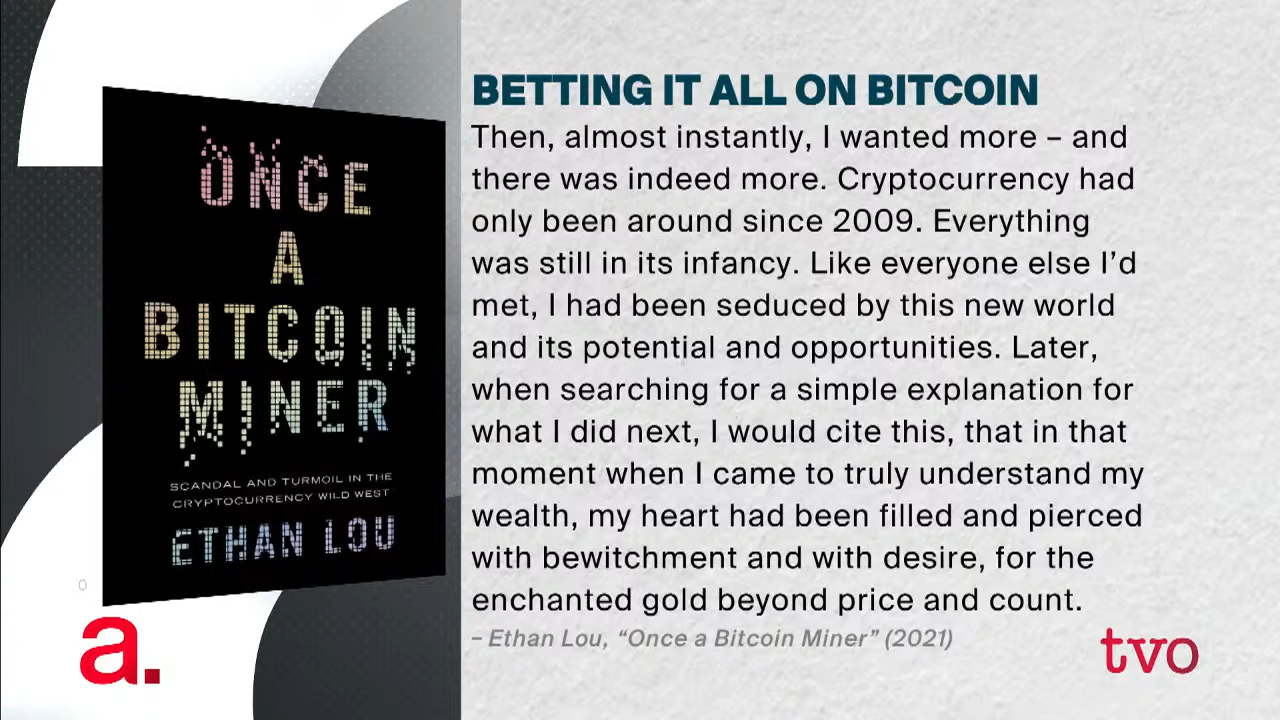 ONCE
A
BITCOIN
MINER
SCANDAL AND TURMOIL IN THE
CRYPTOCURRENCY WILD WEST
ETHAN LOU
0
a.
BETTING IT ALL ON BITCOIN
Then, almost instantly, I wanted more – and
there was indeed more. Cryptocurrency had
only been around since 2009. Everything
was still in its infancy. Like everyone else I’d
met, I had been seduced by this new world
and its potential and opportunities. Later,
when searching for a simple explanation for
what I did next, I would cite this, that in that
moment when I came to truly understand my
wealth, my heart had been filled and pierced
with bewitchment and with desire, for the
enchanted gold beyond price and count.
– Ethan Lou, “Once a Bitcoin Miner” (2021)
tvo